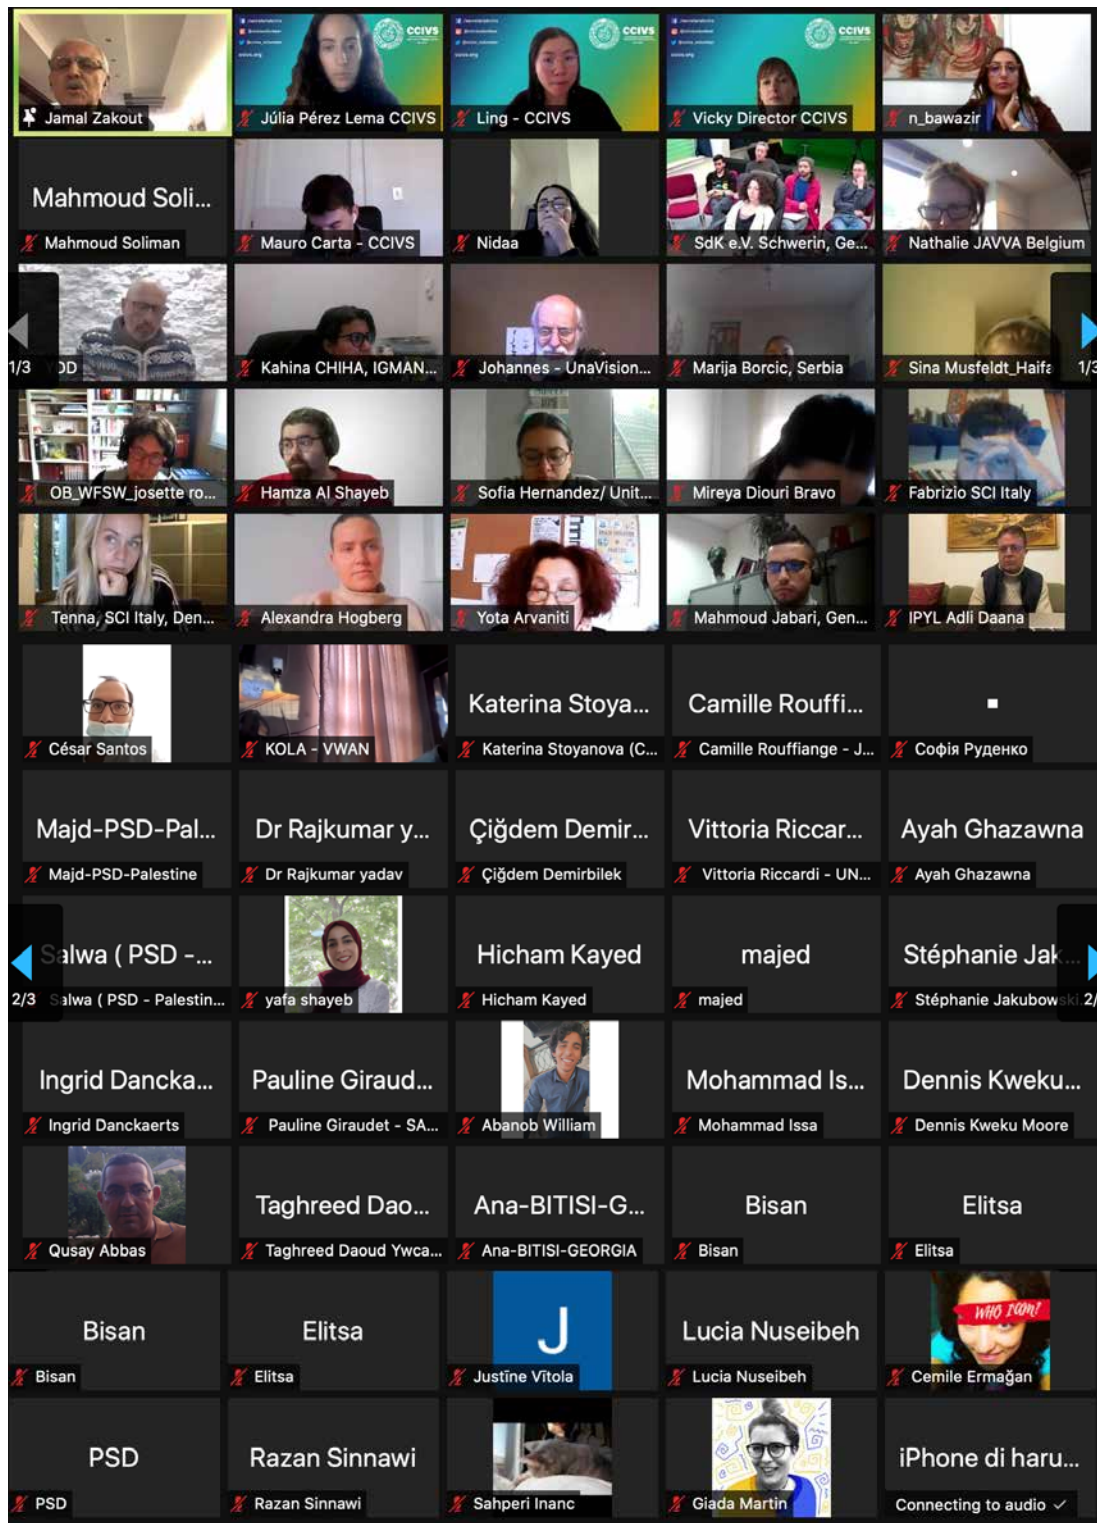 CCIVS
CCIVS
CCIVS
ccivs.org
Jamal Zakout
Júlia Pérez Lema CCIVS
Ling - CCIVS
Vicky Director CCIVS
n_bawazir
Mahmoud Soli...
Mahmoud Soliman
Mauro Carta - CCIVS
Nidaa
SdK e.V. Schwerin, Ge...
Nathalie JAVVA Belgium
1/3
Kahina CHIHA, IGMAN...
Johannes - UnaVision...
Marija Borcic, Serbia
Sina Musfeldt_Haifa
1/3
OB_WFSW_josette ro...
Hamza Al Shayeb
Sofia Hernandez/ Unit...
Mireya Diouri Bravo
Fabrizio SCI Italy
Tenna, SCI Italy, Den...
Alexandra Hogberg
Yota Arvaniti
Mahmoud Jabari, Gen...
IPYL Adli Daana
Katerina Stoya...
Camille Rouffi...
César Santos
KOLA - VWAN
Katerina Stoyanova (C...
Camille Rouffiange - J...
Софія Руденко
Majd-PSD-Pal...
Dr Rajkumar y...
Çiğdem Demir...
Vittoria Riccar...
Ayah Ghazawna
Majd-PSD-Palestine
Dr Rajkumar yadav
Çiğdem Demirbilek
Vittoria Riccardi - UN...
Ayah Ghazawna
Salwa ( PSD -...
Hicham Kayed
majed
Stéphanie Jak...
2/3
Salwa ( PSD - Palestin...
yafa shayeb
Hicham Kayed
majed
Stéphanie Jakubowski.
2/
Ingrid Dancka...
Pauline Giraud...
Mohammad Is...
Dennis Kweku...
Ingrid Danckaerts
Pauline Giraudet - SA...
Abanob William
Mohammad Issa
Dennis Kweku Moore
Taghreed Dao...
Ana-BITISI-G...
Bisan
Elitsa
Qusay Abbas
Taghreed Daoud Ywca...
Ana-BITISI-GEORGIA
Bisan
Elitsa
Bisan
Elitsa
J
Lucia Nuseibeh
WHO I am?
Bisan
Elitsa
Justīne Vītola
Lucia Nuseibeh
Cemile Ermağan
PSD
Razan Sinnawi
iPhone di haru...
PSD
Razan Sinnawi
Sahperi Inanc
Giada Martin
Connecting to audio ✓